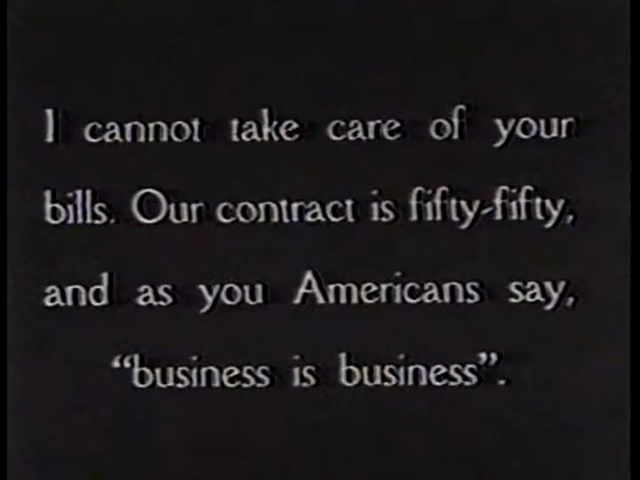 I cannot take care of your
bills. Our contract is fifty-fifty,
and as you Americans say,
“business is business”.